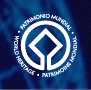 PATRIMONIO MUNDIAL
WORLD HERITAGE
PATRIMOINE MONDIAL